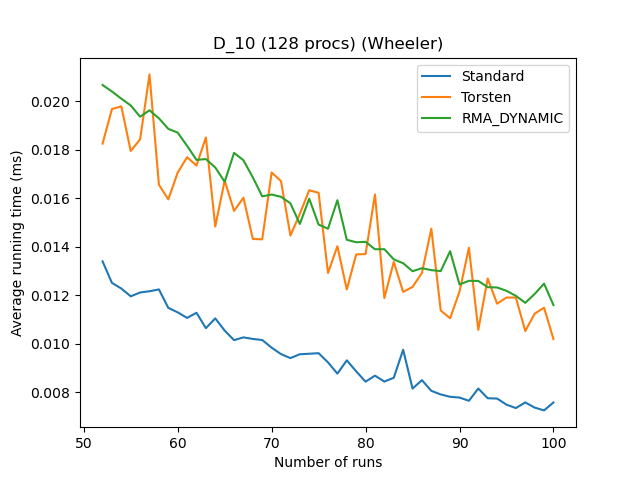 D_10 (128 procs) (Wheeler)
Standard
Torsten
RMA_DYNAMIC
Average running time (ms)
0.020
0.018
0.016
0.014
0.012
0.010
0.008
50 60 70 80 90 100
Number of runs